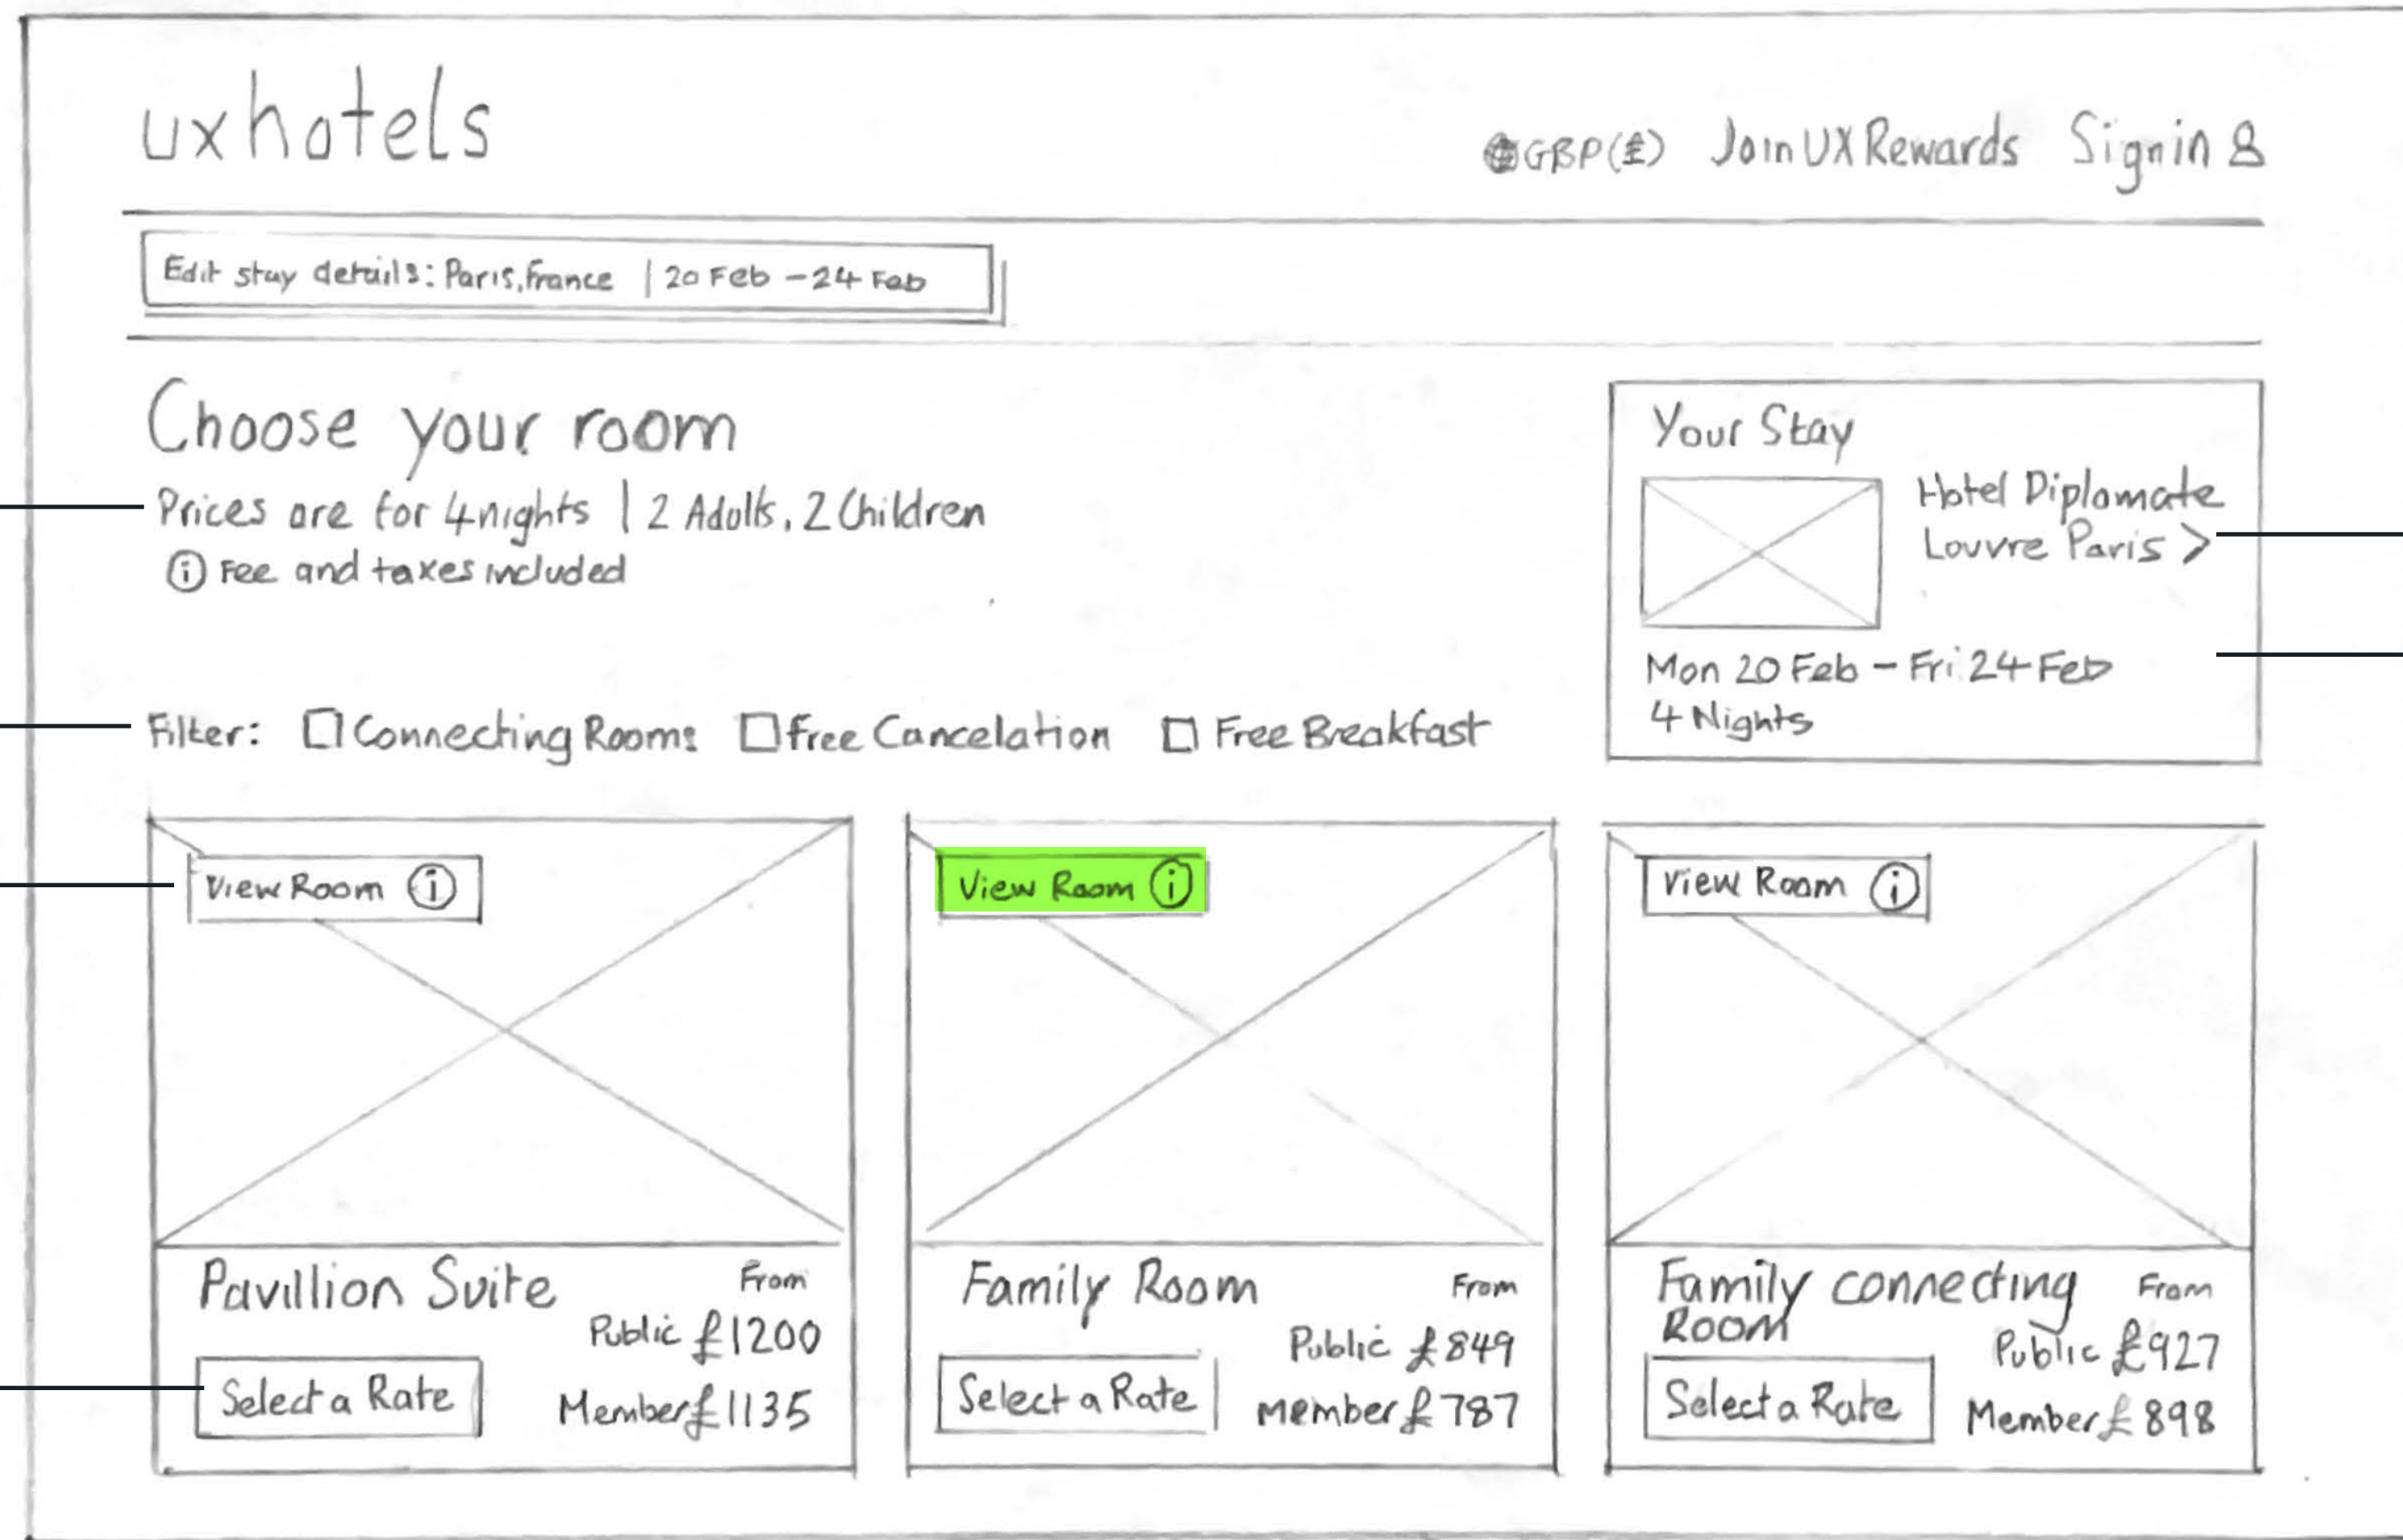 uxhotels
GBP(£) Join UX Rewards Sign in
Edit stay details: Paris, France | 20 Feb - 24 Feb
Choose your room
Prices are for 4 nights | 2 Adults, 2 Children
i Fee and taxes included
Your Stay
Hotel Diplomate
Louvre Paris >
Mon 20 Feb - Fri 24 Feb
4 Nights
Filter: Connecting Rooms Free Cancelation Free Breakfast
View Room i
View Room i
View Room i
Pavillion Suite From
Public £1200
Select a Rate Member £1135
Family Room From
Public £849
Select a Rate Member £787
Family connecting From
Room Public £927
Select a Rate Member £898